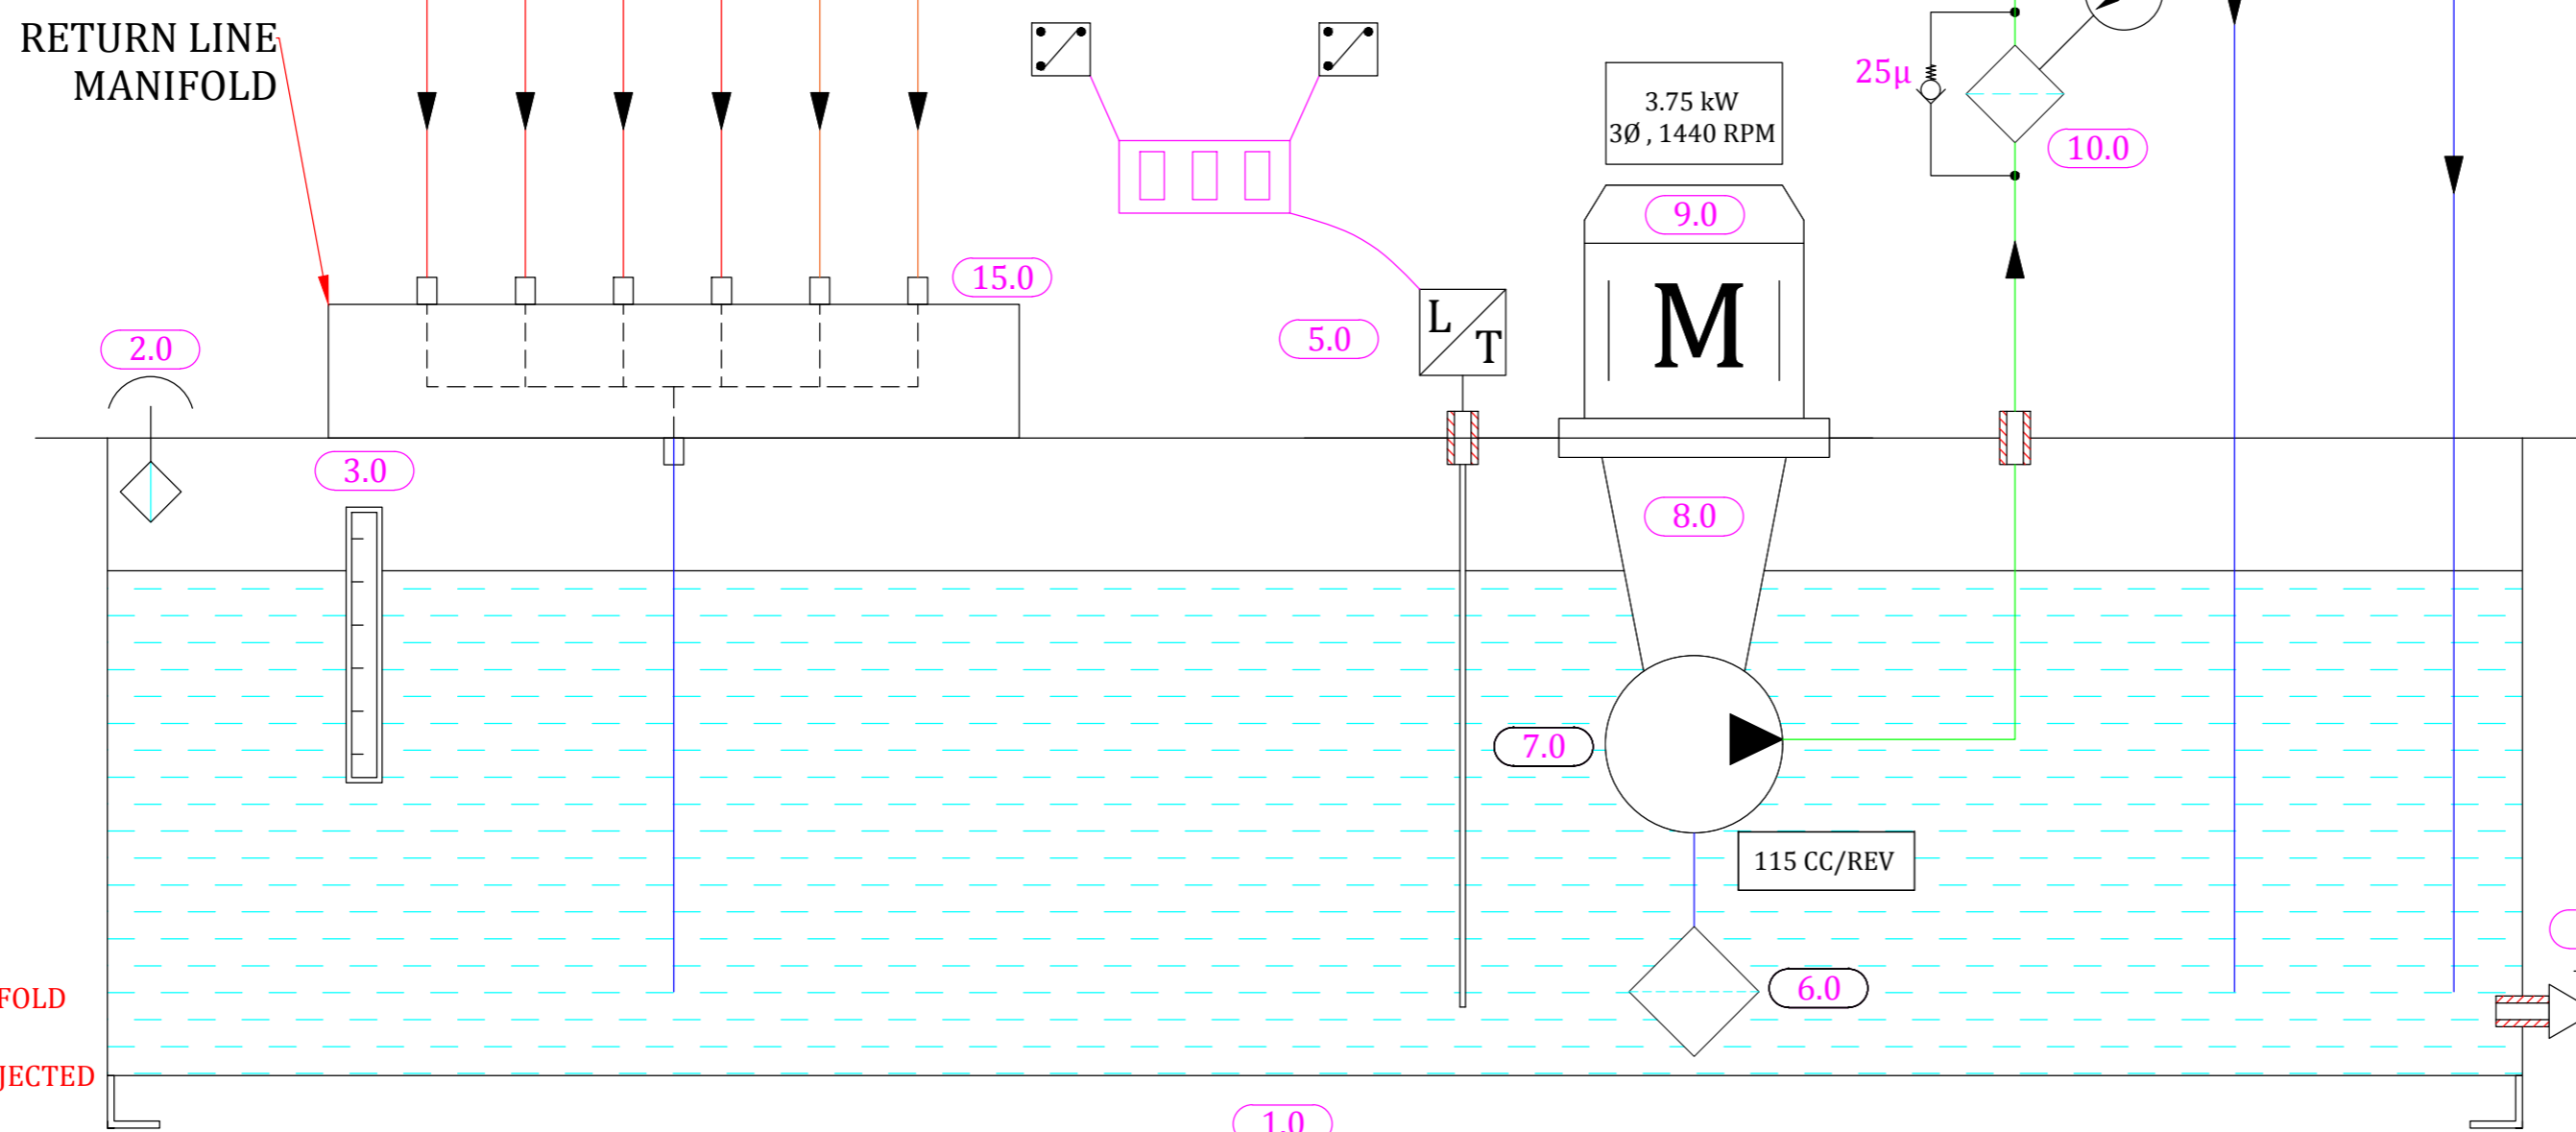 RETURN LINE
MANIFOLD
25µ
3.75 kW
3Ø , 1440 RPM
10.0
9.0
15.0
M
L
T
5.0
2.0
3.0
8.0
7.0
115 CC/REV
6.0
FOLD
JECTED
1.0